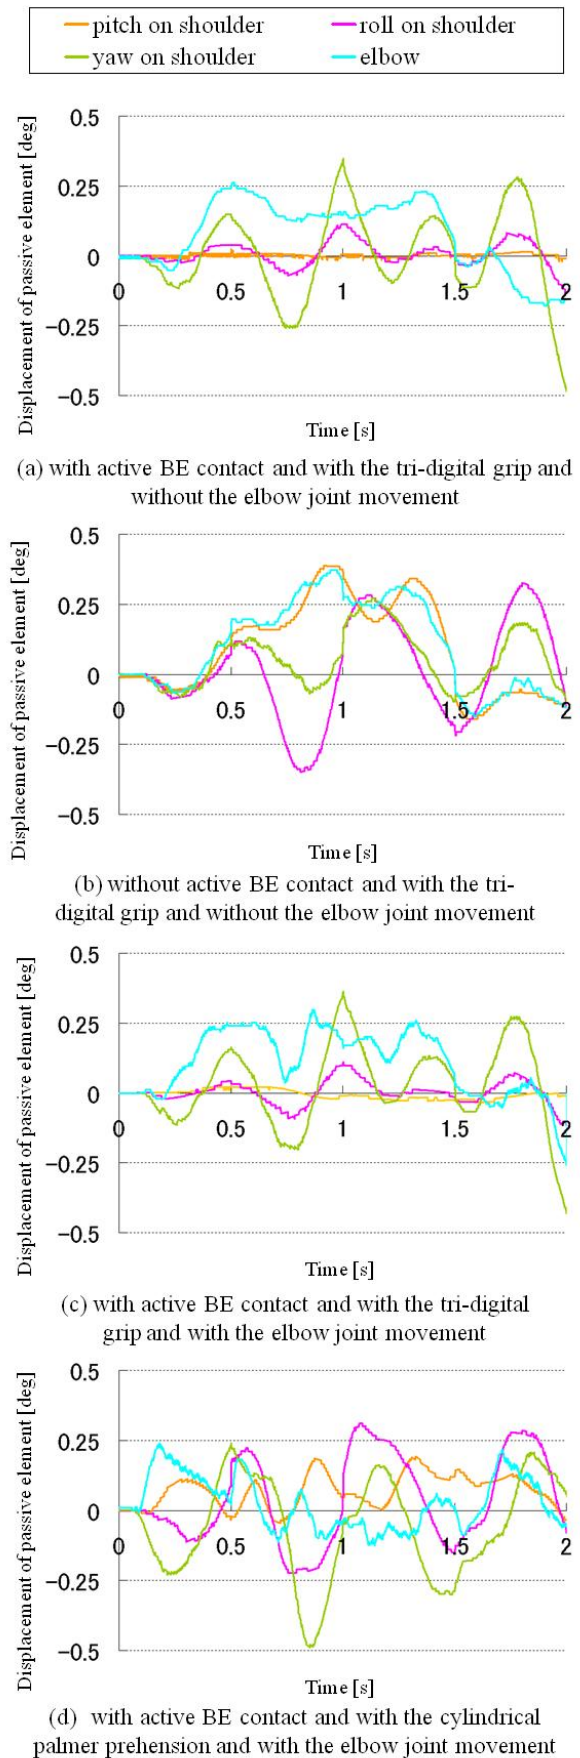 pitch on shoulder roll on shoulder
yaw on shoulder elbow
Displacement of passive element [deg]
0.5
0.25
0
−0.25
−0.5
0 0.5 1 1.5 2
Time [s]
(a) with active BE contact and with the tri-digital grip and
without the elbow joint movement
Displacement of passive element [deg]
0.5
0.25
0
−0.25
−0.5
0 0.5 1 1.5 2
Time [s]
(b) without active BE contact and with the tri-
digital grip and without the elbow joint movement
Displacement of passive element [deg]
0.5
0.25
0
−0.25
−0.5
0 0.5 1 1.5 2
Time [s]
(c) with active BE contact and with the tri-digital
grip and with the elbow joint movement
Displacement of passive element [deg]
0.5
0.25
0
−0.25
−0.5
0 0.5 1 1.5 2
Time [s]
(d) with active BE contact and with the cylindrical
palmer prehension and with the elbow joint movement